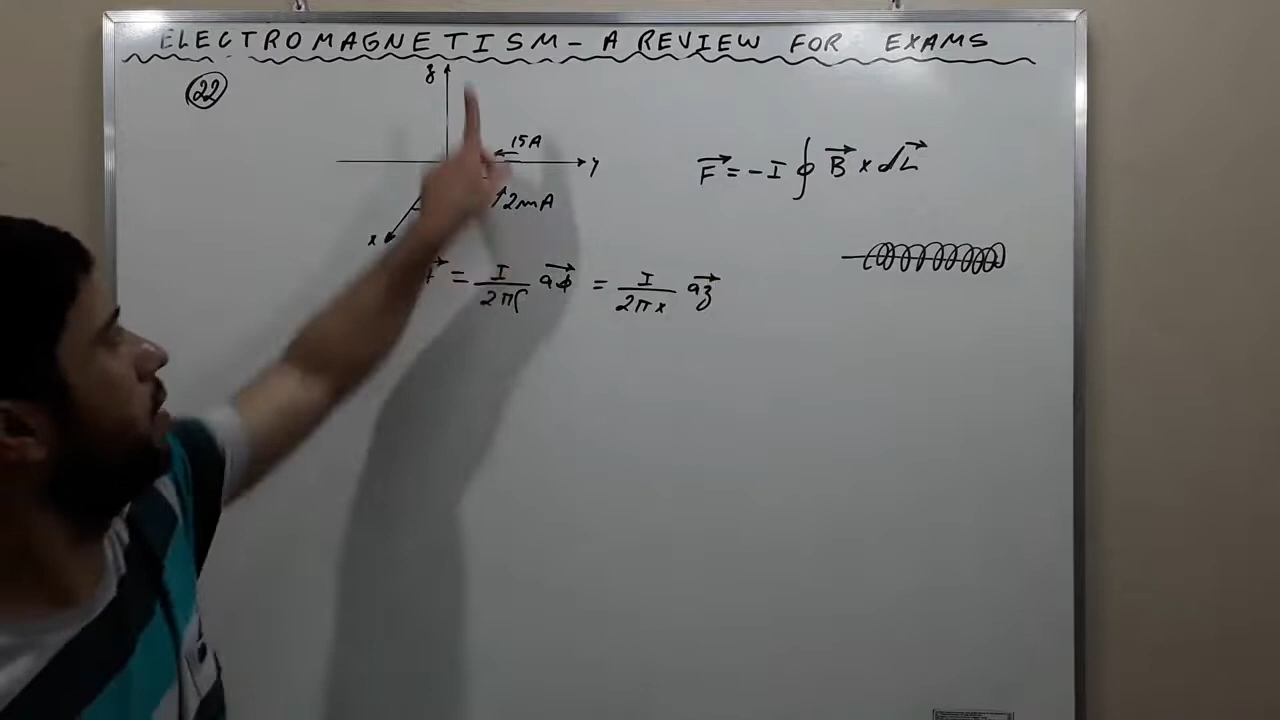 ELECTROMAGNETISM - A REVIEW FOR EXAMS
22
z
15A
y
F = -I ∮ B × dL
2mA
x
= I/2πρ aφ = I/2πx az